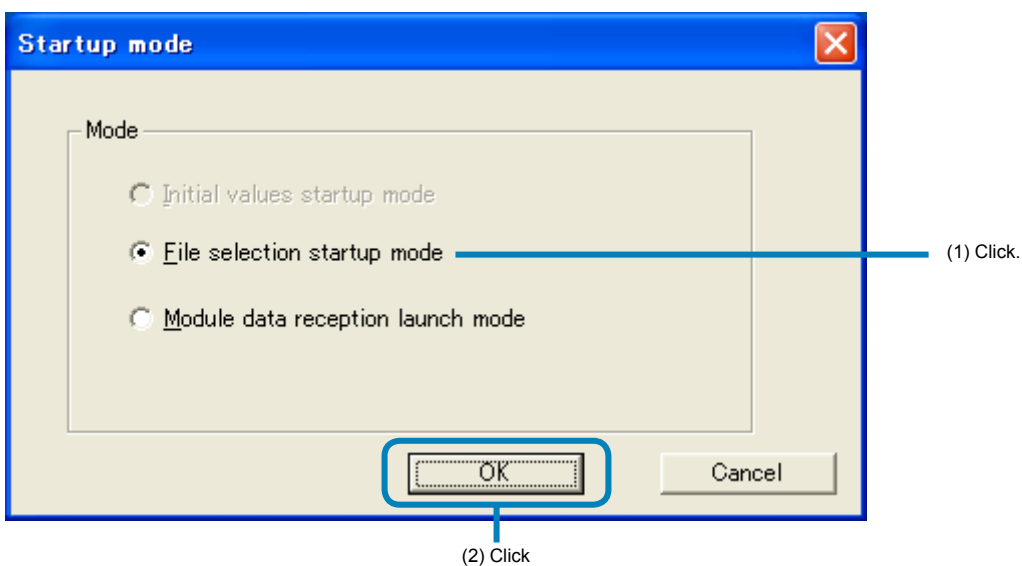 Startup mode
Mode
Initial values startup mode
File selection startup mode
(1) Click.
Module data reception launch mode
OK
Cancel
(2) Click